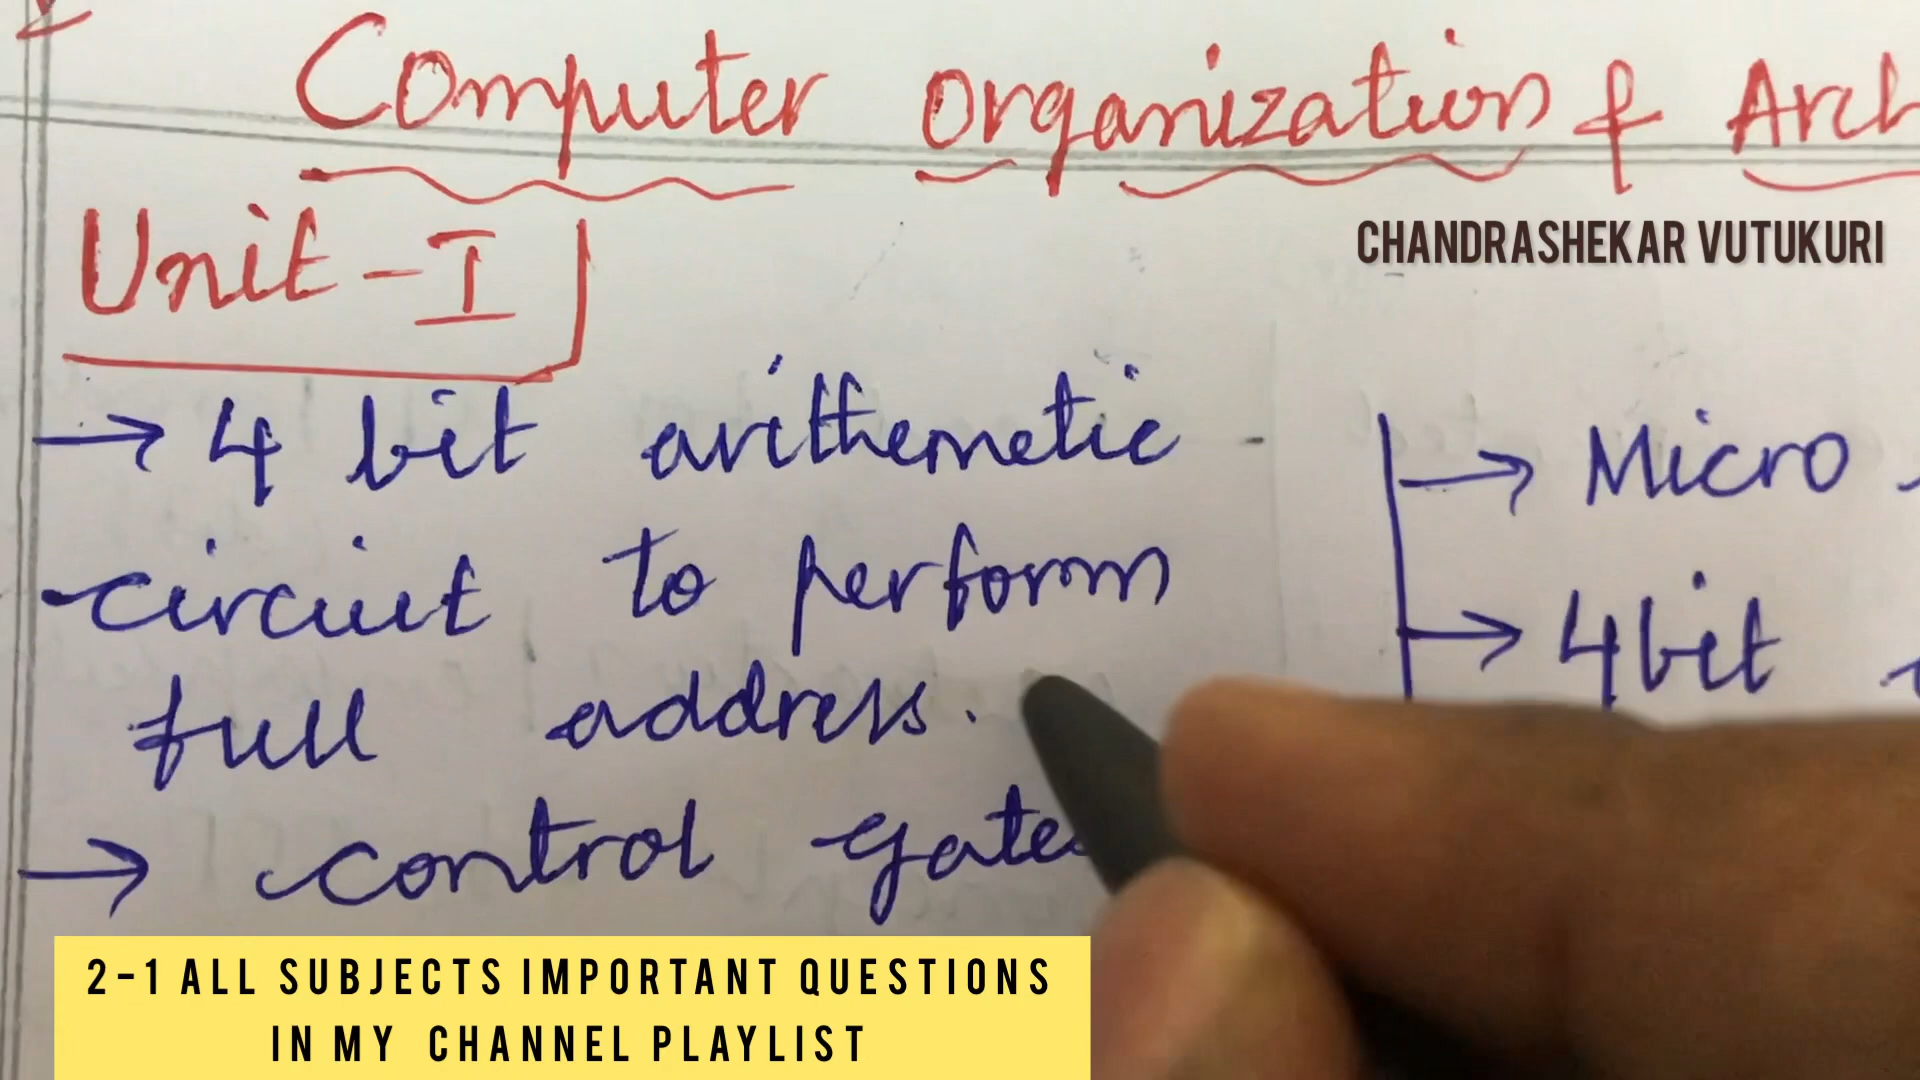 Computer Organization & Arch
CHANDRASHEKAR VUTUKURI
Unit - I
→ 4 bit arithemetic
circuit to perform
full address.
→ control gate
→ Micro
→ 4bit
2-1 ALL SUBJECTS IMPORTANT QUESTIONS
IN MY CHANNEL PLAYLIST